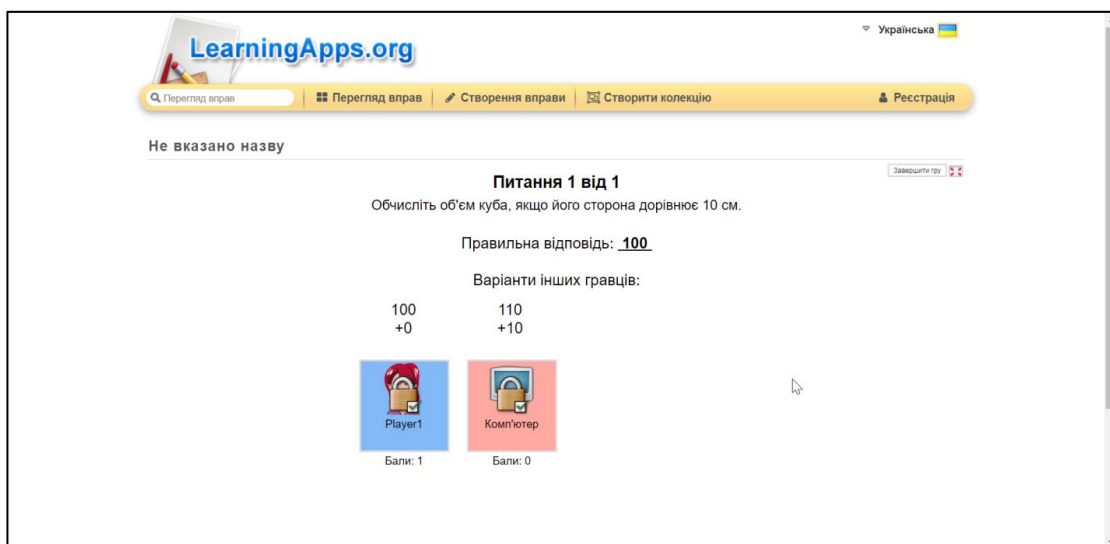 LearningApps.org
Українська
Перегляд вправ
Перегляд вправ
Створення вправи
Створити колекцію
Реєстрація
Не вказано назву
Завершити гру
Питання 1 від 1
Обчисліть об'єм куба, якщо його сторона дорівнює 10 см.
Правильна відповідь: 100
Варіанти інших гравців:
100 110
+0 +10
Player1 Комп'ютер
Бали: 1 Бали: 0